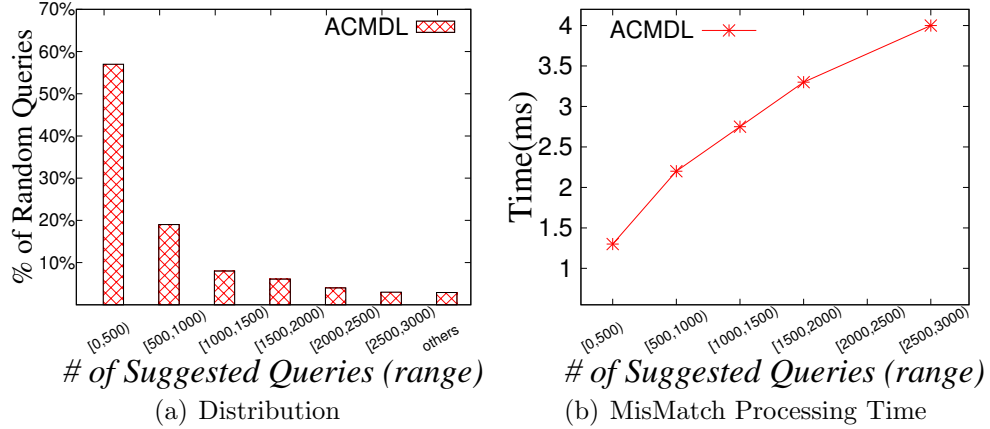 70%
60%
50%
40%
30%
20%
10%
% of Random Queries
ACMDL
[0,500)
[500,1000)
[1000,1500)
[1500,2000)
[2000,2500)
[2500,3000)
others
# of Suggested Queries (range)
(a) Distribution
4
3.5
3
2.5
2
1.5
1
Time(ms)
ACMDL
[0,500)
[500,1000)
[1000,1500)
[1500,2000)
[2000,2500)
[2500,3000)
# of Suggested Queries (range)
(b) MisMatch Processing Time